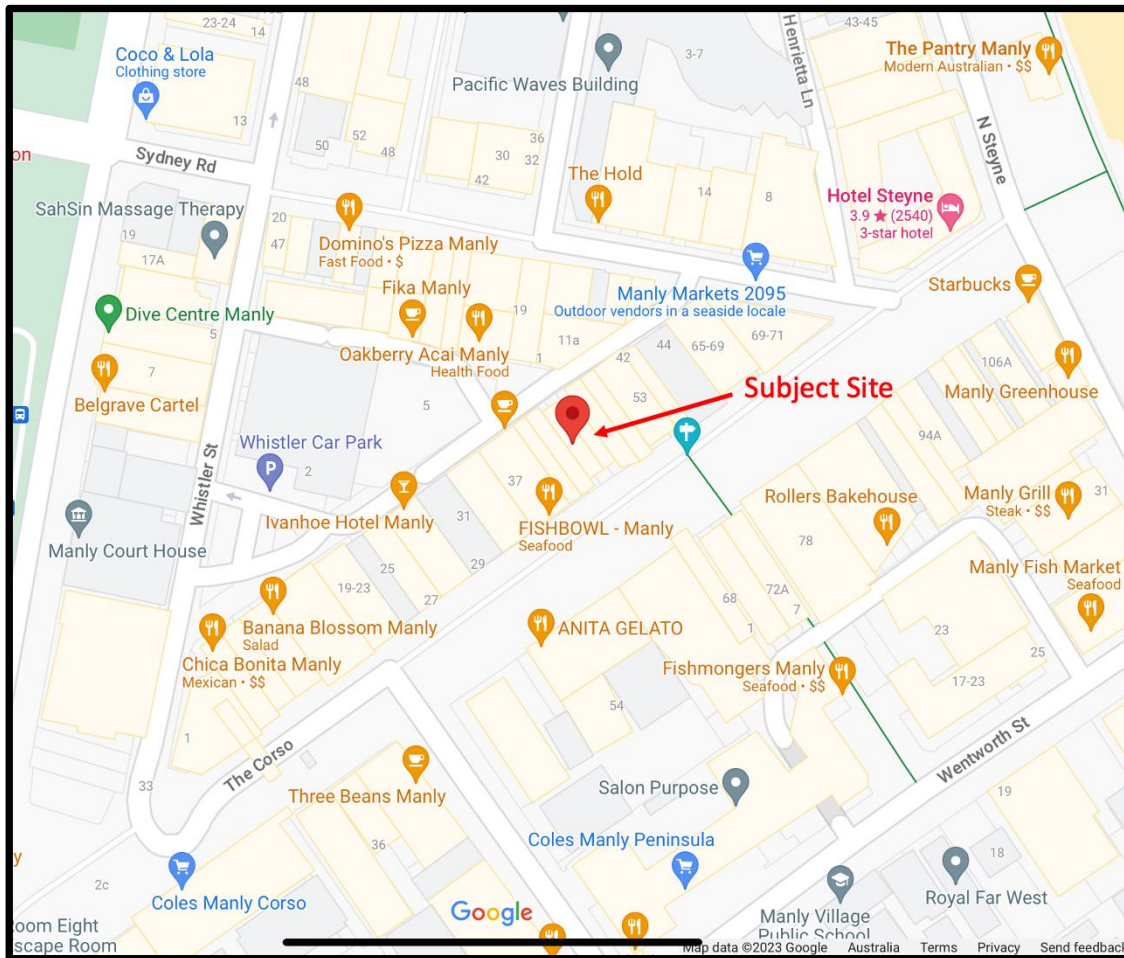 23-24
14
Coco & Lola
Clothing store
13
48
50
52
48
Pacific Waves Building
36
30
32
42
3-7
Henrietta Ln
43-45
The Pantry Manly
Modern Australian • $$
N Steyne
on
Sydney Rd
SahSin Massage Therapy
19
17A
20
47
Domino's Pizza Manly
Fast Food • $
The Hold
14
8
Hotel Steyne
3.9 ★ (2540)
3-star hotel
Fika Manly
Manly Markets 2095
Outdoor vendors in a seaside locale
Starbucks
Dive Centre Manly
5
19
11a
1
Oakberry Acai Manly
Health Food
42
44
65-69
69-71
106A
Manly Greenhouse
7
Belgrave Cartel
5
53
Subject Site
94A
Whistler St
Whistler Car Park
P
2
37
Rollers Bakehouse
Manly Grill
Steak • $$
31
Ivanhoe Hotel Manly
31
FISHBOWL - Manly
Seafood
78
Manly Court House
29
25
19-23
27
72A
7
68
1
Manly Fish Market
Seafood
Banana Blossom Manly
Salad
ANITA GELATO
23
25
Chica Bonita Manly
Mexican • $$
Fishmongers Manly
Seafood • $$
17-23
54
1
The Corso
Wentworth St
33
Three Beans Manly
Salon Purpose
19
36
Coles Manly Peninsula
18
y
2c
Coles Manly Corso
Google
Royal Far West
Room Eight
scape Room
Manly Village
Public School
Map data ©2023 Google Australia Terms Privacy Send feedback